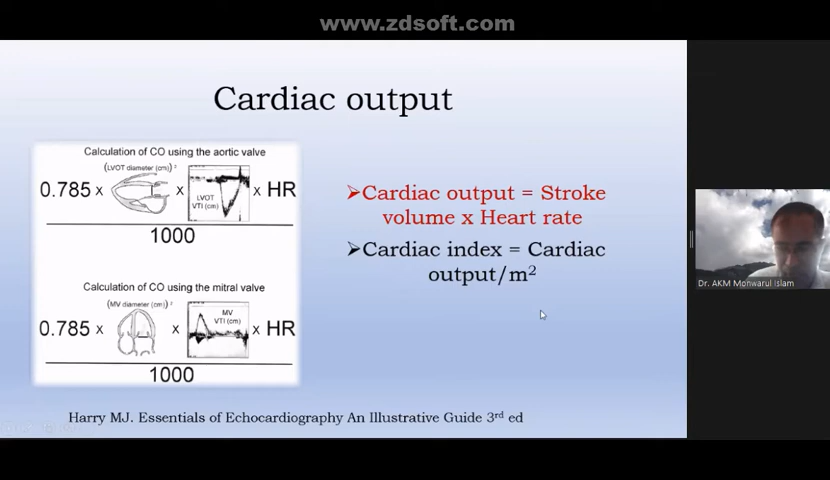 www.zdsoft.com
Cardiac output
Calculation of CO using the aortic valve
(LVOT diameter (cm))²
0.785 x
LVOT
VTI (cm)
x
x HR
1000
Calculation of CO using the mitral valve
(MV diameter (cm))²
0.785 x
x
MV
VTI (cm)
x HR
1000
➢Cardiac output = Stroke
volume x Heart rate
➢Cardiac index = Cardiac
output/m²
Harry MJ. Essentials of Echocardiography An Illustrative Guide 3rd ed
Dr. AKM Monwarul Islam